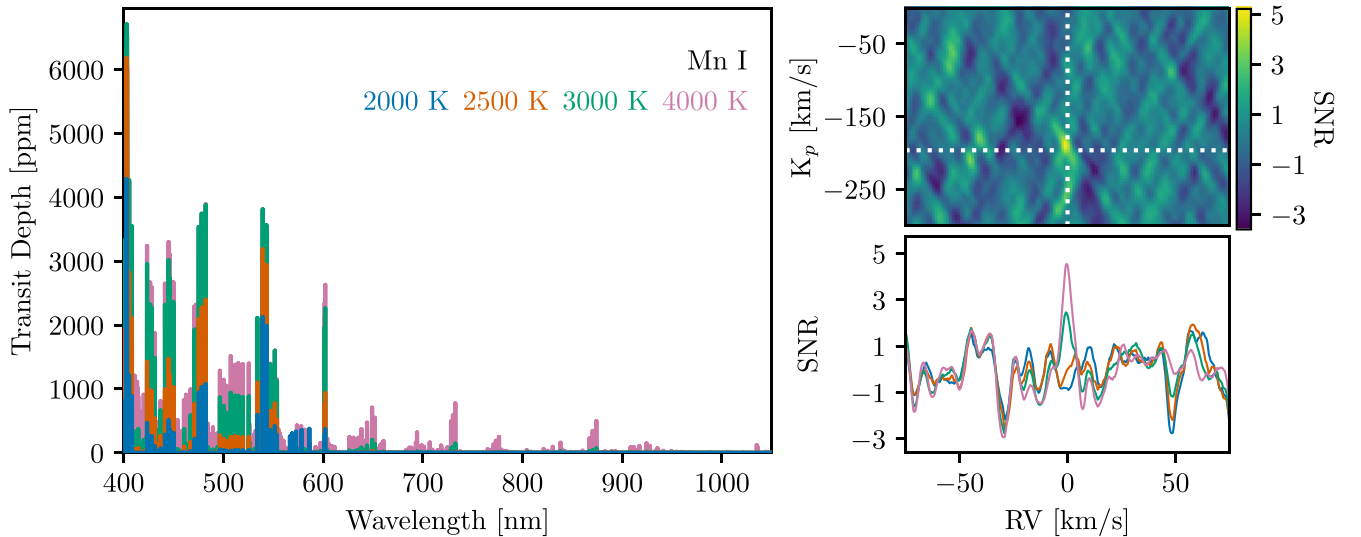 Mn I
2000 K 2500 K 3000 K 4000 K
Transit Depth [ppm]
6000
5000
4000
3000
2000
1000
0
400 500 600 700 800 900 1000
Wavelength [nm]
K_p [km/s]
−50
−150
−250
5
3
1
−1
−3
SNR
SNR
5
3
1
−1
−3
−50 0 50
RV [km/s]